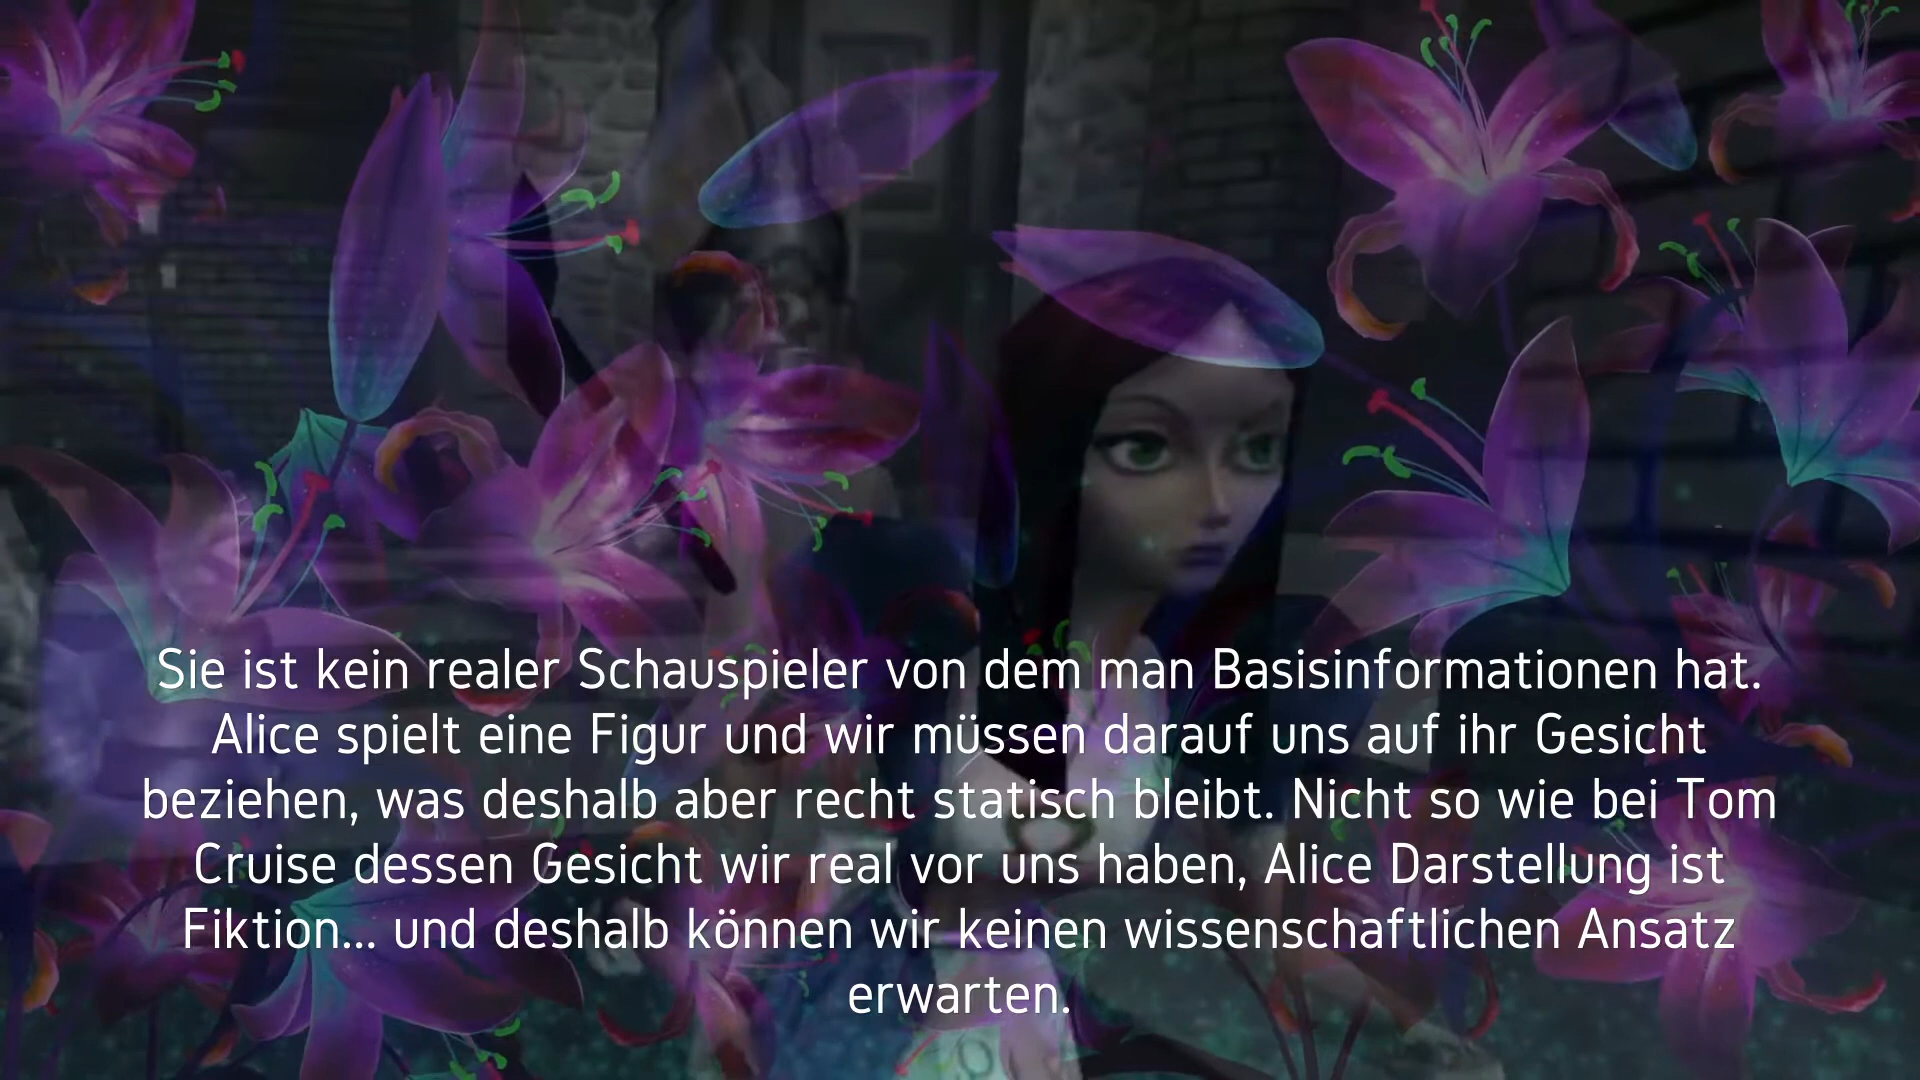 Sie ist kein realer Schauspieler von dem man Basisinformationen hat.
Alice spielt eine Figur und wir müssen darauf uns auf ihr Gesicht
beziehen, was deshalb aber recht statisch bleibt. Nicht so wie bei Tom
Cruise dessen Gesicht wir real vor uns haben, Alice Darstellung ist
Fiktion... und deshalb können wir keinen wissenschaftlichen Ansatz
erwarten.